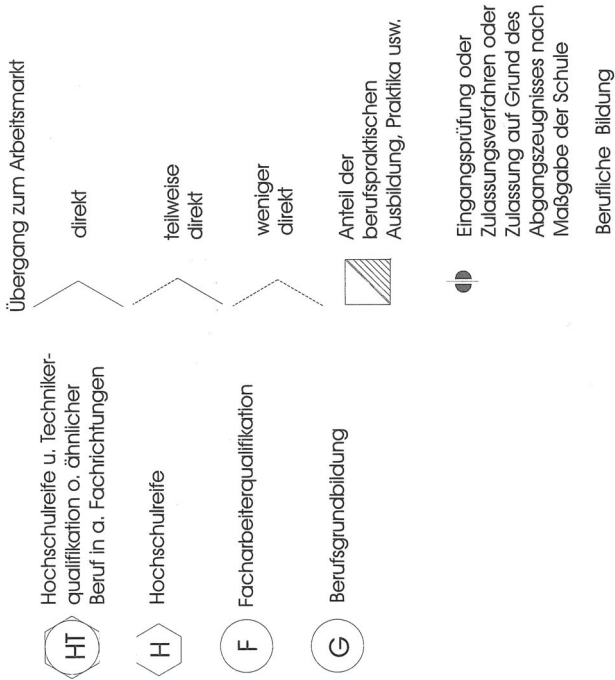 HT
Hochschulreife u. Techniker-
qualifikation o. ähnlicher
Beruf in a. Fachrichtungen
H
Hochschulreife
F
Facharbeiterqualifikation
G
Berufsgrundbildung
Übergang zum Arbeitsmarkt
direkt
teilweise
direkt
weniger
direkt
Anteil der
berufspraktischen
Ausbildung, Praktika usw.
Eingangsprüfung oder
Zulassungsverfahren oder
Zulassung auf Grund des
Abgangszeugnisses nach
Maßgabe der Schule
Berufliche Bildung